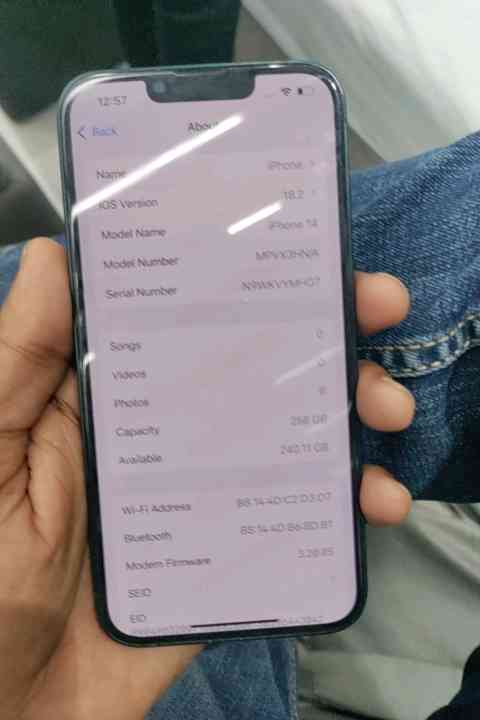 12:57
Back
About
Name iPhone
iOS Version 18.2
Model Name iPhone 14
Model Number MPVX3HN/A
Serial Number
Songs 0
Videos 0
Photos
Capacity 256 GB
Available 240.11 GB
Wi-Fi Address
Bluetooth
Modem Firmware
SEID
EID